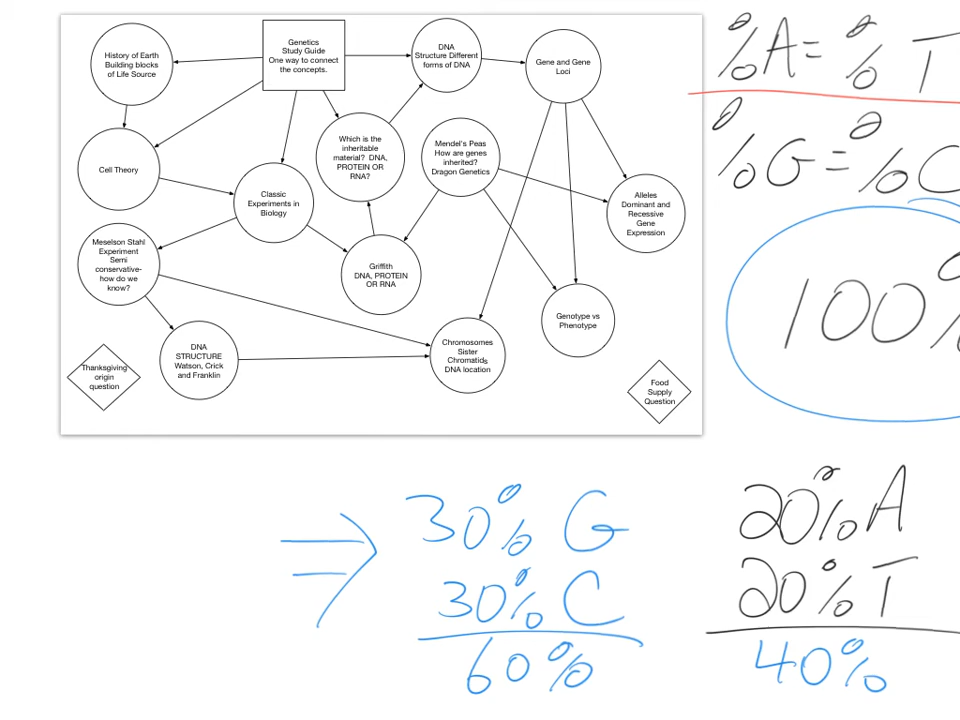 History of Earth
Building blocks
of Life Source
Genetics
Study Guide
One way to connect
the concepts.
DNA
Structure Different
forms of DNA
Gene and Gene
Loci
Cell Theory
Classic
Experiments in
Biology
Which is the
inheritable
material? DNA,
PROTEIN OR
RNA?
Mendel's Peas
How are genes
inherited?
Dragon Genetics
Alleles
Dominant and
Recessive
Gene
Expression
Meselson Stahl
Experiment
Semi
conservative-
how do we
know?
Griffith
DNA, PROTEIN
OR RNA
Genotype vs
Phenotype
DNA
STRUCTURE
Watson, Crick
and Franklin
Chromosomes
Sister
Chromatids
DNA location
Thanksgiving
origin
question
Food
Supply
Question
%A = %T
%G = %C
100%
⇒ 30% G
30% C
60%
20% A
20% T
40%